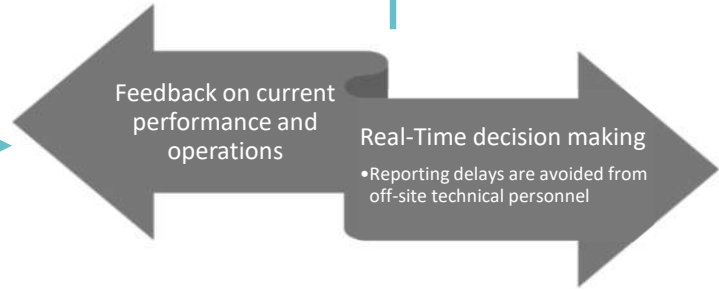 Feedback on current
performance and
operations
Real-Time decision making
•Reporting delays are avoided from
off-site technical personnel